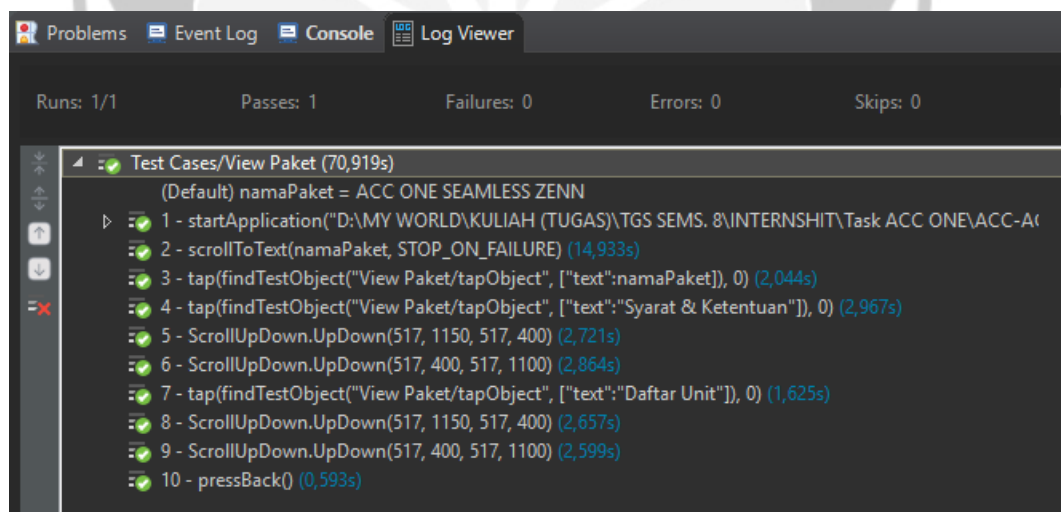 Problems Event Log Console Log Viewer
Runs: 1/1 Passes: 1 Failures: 0 Errors: 0 Skips: 0
Test Cases/View Paket (70,919s)
(Default) namaPaket = ACC ONE SEAMLESS ZENN
1 - startApplication("D:\MY WORLD\KULIAH (TUGAS)\TGS SEMS. 8\INTERNSHIT\Task ACC ONE\ACC-AC
2 - scrollToText(namaPaket, STOP_ON_FAILURE) (14,933s)
3 - tap(findTestObject("View Paket/tapObject", ["text":namaPaket]), 0) (2,044s)
4 - tap(findTestObject("View Paket/tapObject", ["text":"Syarat & Ketentuan"]), 0) (2,967s)
5 - ScrollUpDown.UpDown(517, 1150, 517, 400) (2,721s)
6 - ScrollUpDown.UpDown(517, 400, 517, 1100) (2,864s)
7 - tap(findTestObject("View Paket/tapObject", ["text":"Daftar Unit"]), 0) (1,625s)
8 - ScrollUpDown.UpDown(517, 1150, 517, 400) (2,657s)
9 - ScrollUpDown.UpDown(517, 400, 517, 1100) (2,599s)
10 - pressBack() (0,593s)